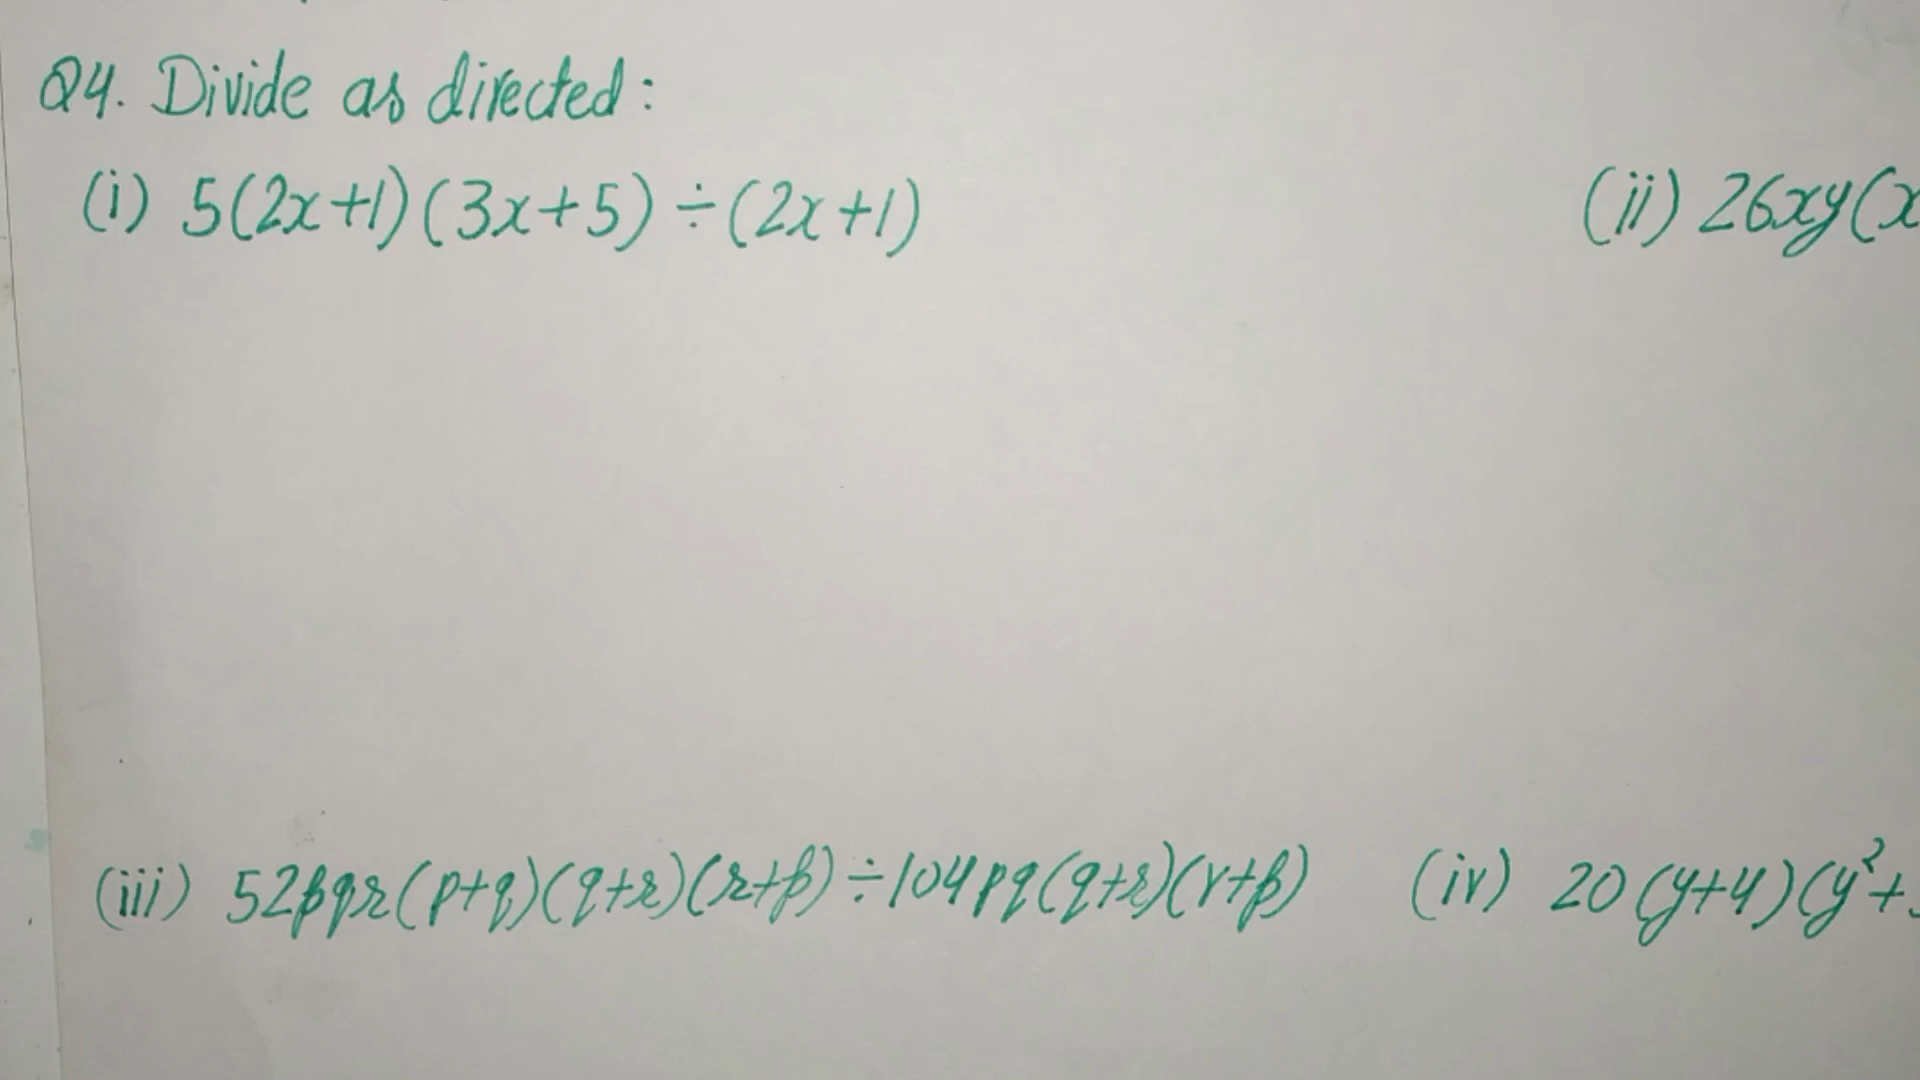 Q4. Divide as directed:
(i) 5(2x+1)(3x+5)÷(2x+1)
(ii) 26xy(x
(iii) 52pqr(p+q)(q+r)(r+p)÷104pq(q+r)(r+p)
(iv) 20(y+4)(y²+